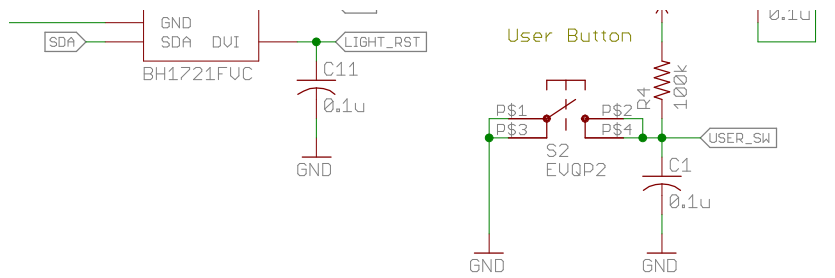 GND
SDA
SDA DVI
LIGHT_RST
BH1721FVC
C11
0.1u
GND
User Button
0.1u
R4
100k
P$1
P$2
P$3
P$4
USER_SW
S2
EVQP2
C1
0.1u
GND
GND